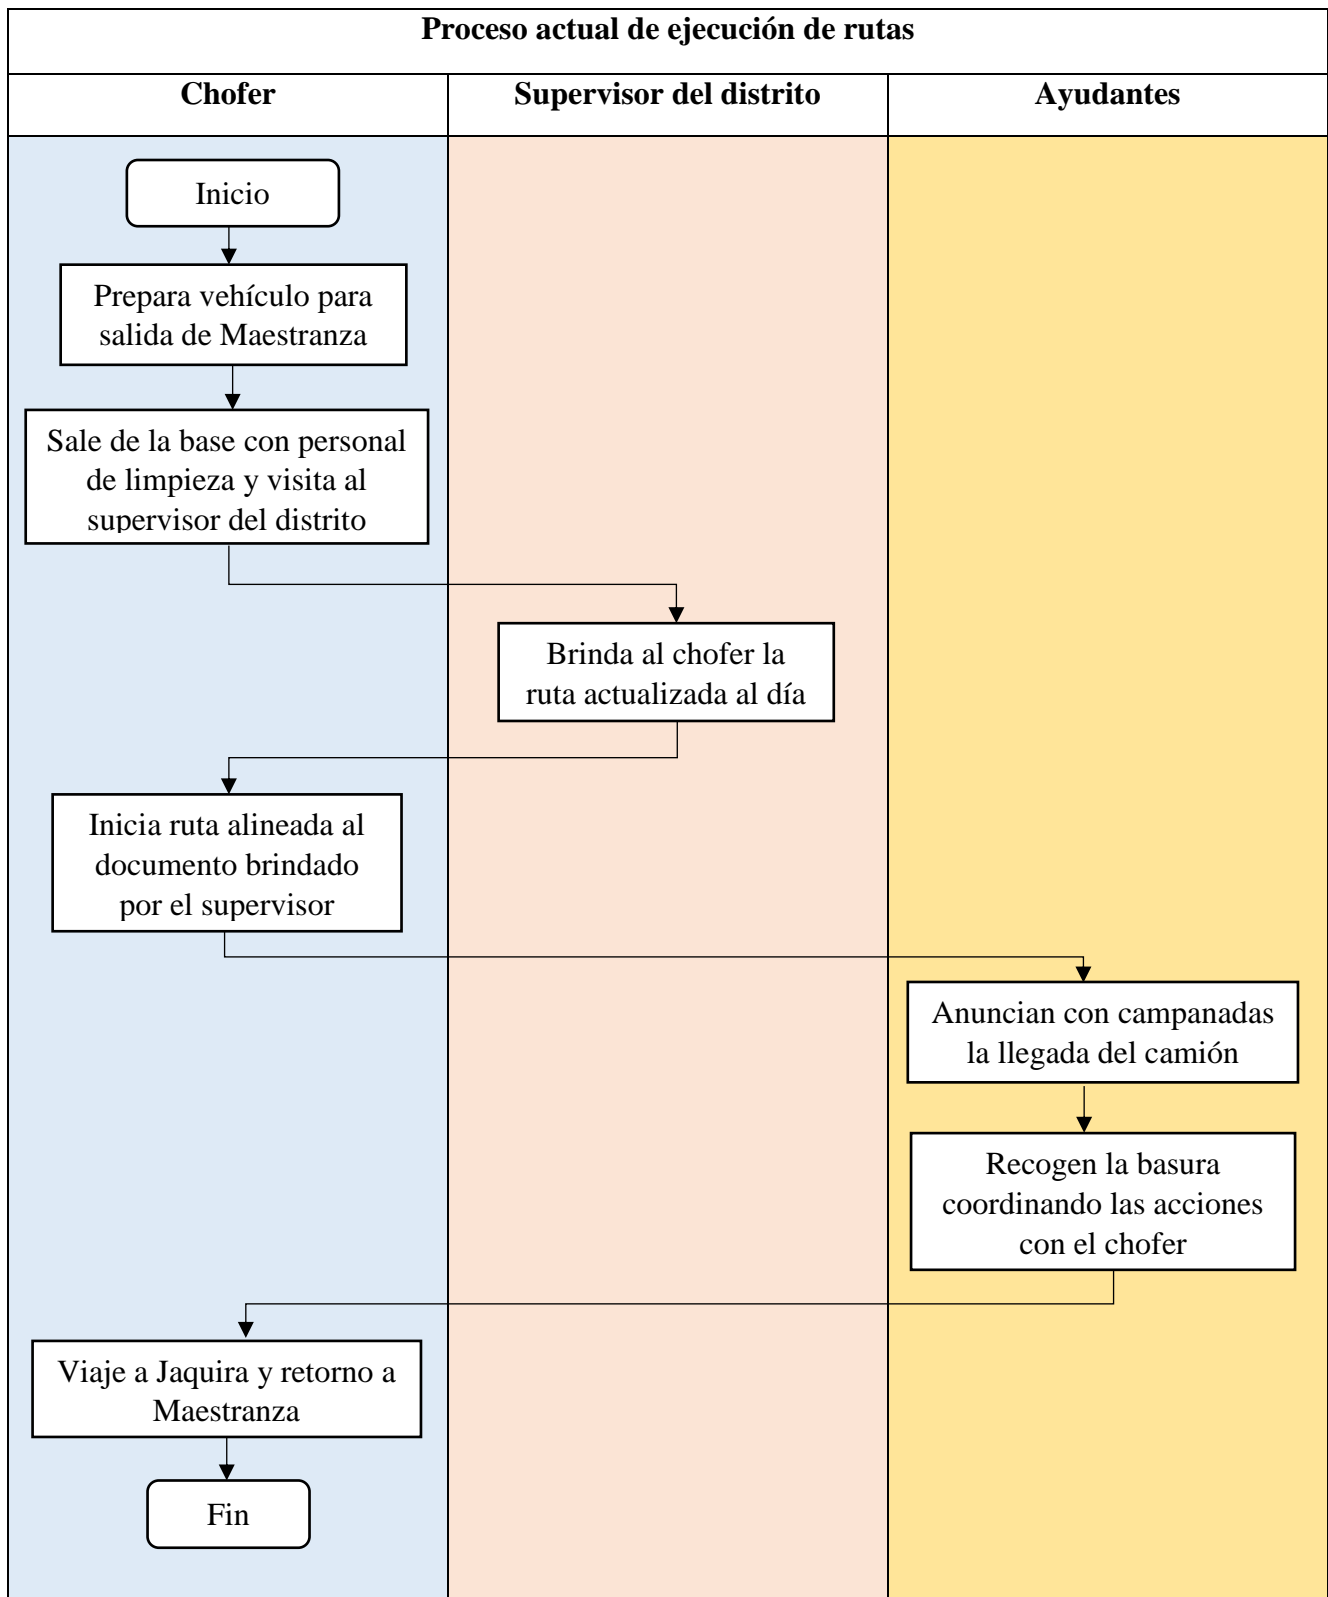 Proceso actual de ejecución de rutas
Chofer
Supervisor del distrito
Ayudantes
Inicio
Prepara vehículo para
salida de Maestranza
Sale de la base con personal
de limpieza y visita al
supervisor del distrito
Brinda al chofer la
ruta actualizada al día
Inicia ruta alineada al
documento brindado
por el supervisor
Anuncian con campanadas
la llegada del camión
Recogen la basura
coordinando las acciones
con el chofer
Viaje a Jaquira y retorno a
Maestranza
Fin